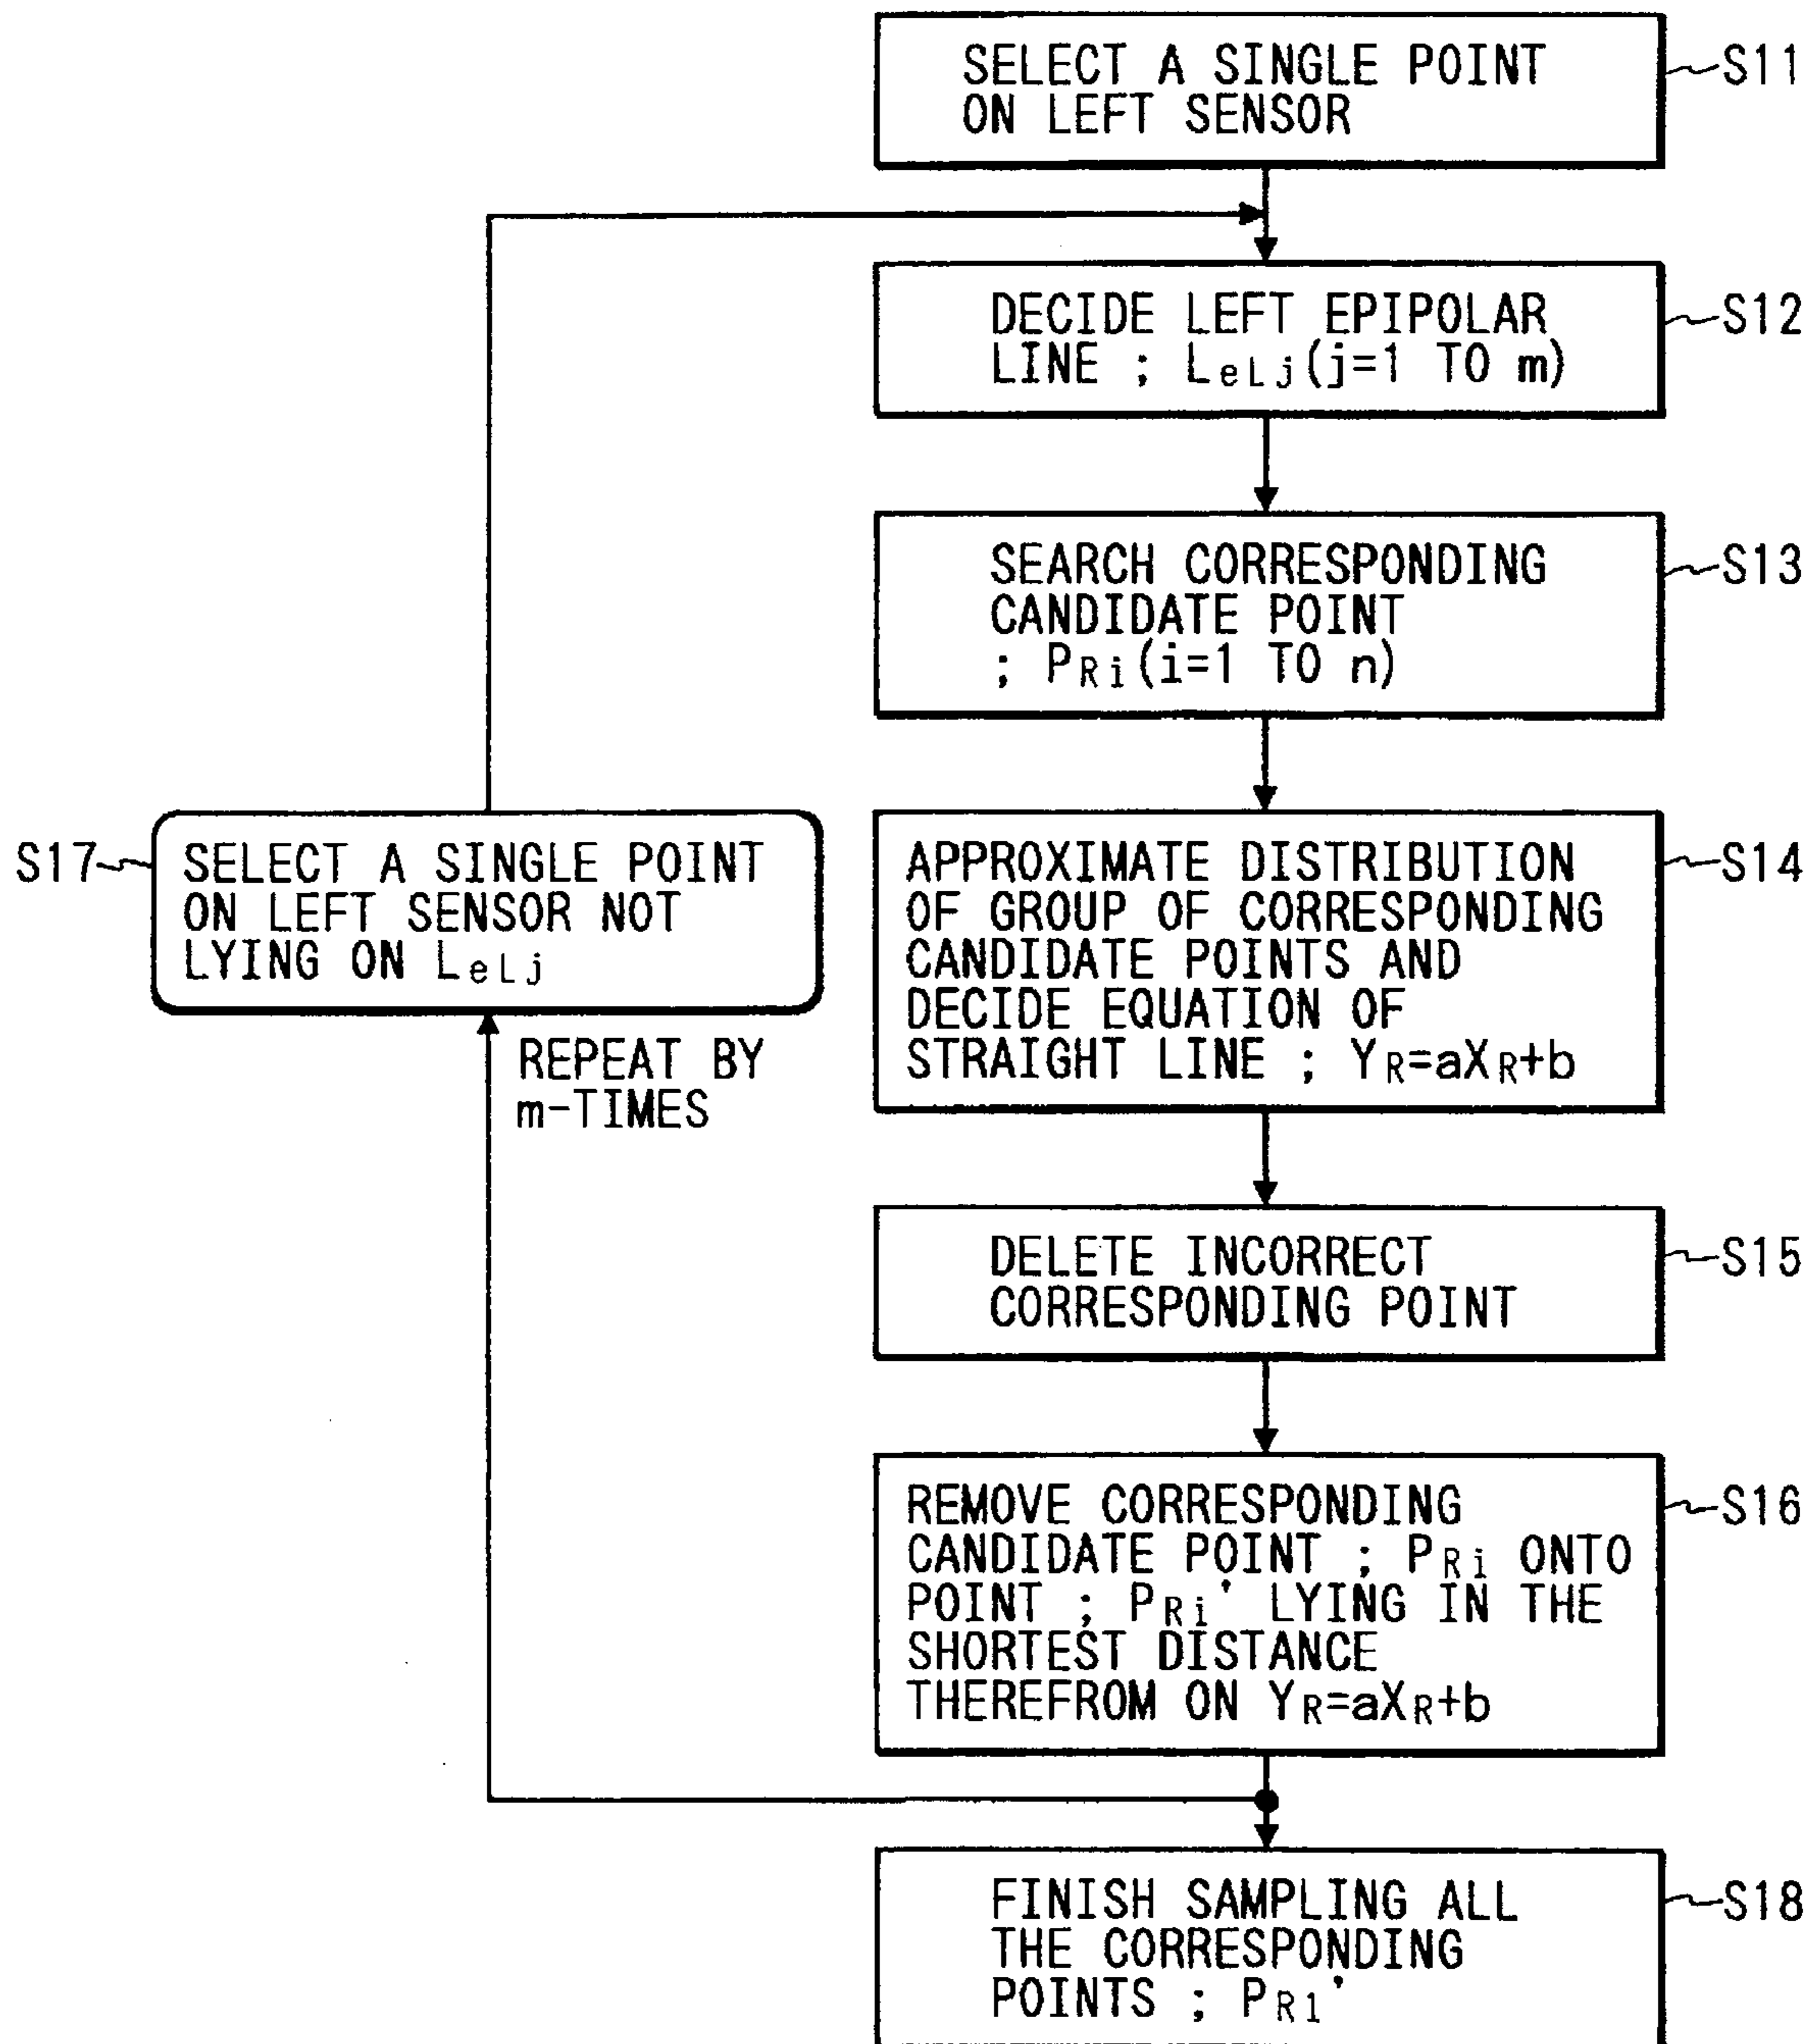 SELECT A SINGLE POINT
ON LEFT SENSOR
S11
DECIDE LEFT EPIPOLAR
LINE ; LeLj(j=1 TO m)
S12
SEARCH CORRESPONDING
CANDIDATE POINT
; PRi(i=1 TO n)
S13
APPROXIMATE DISTRIBUTION
OF GROUP OF CORRESPONDING
CANDIDATE POINTS AND
DECIDE EQUATION OF
STRAIGHT LINE ; YR=aXR+b
S14
S17
SELECT A SINGLE POINT
ON LEFT SENSOR NOT
LYING ON LeLj
REPEAT BY
m-TIMES
DELETE INCORRECT
CORRESPONDING POINT
S15
REMOVE CORRESPONDING
CANDIDATE POINT ; PRi ONTO
POINT ; PRi' LYING IN THE
SHORTEST DISTANCE
THEREFROM ON YR=aXR+b
S16
FINISH SAMPLING ALL
THE CORRESPONDING
POINTS ; PR1'
S18